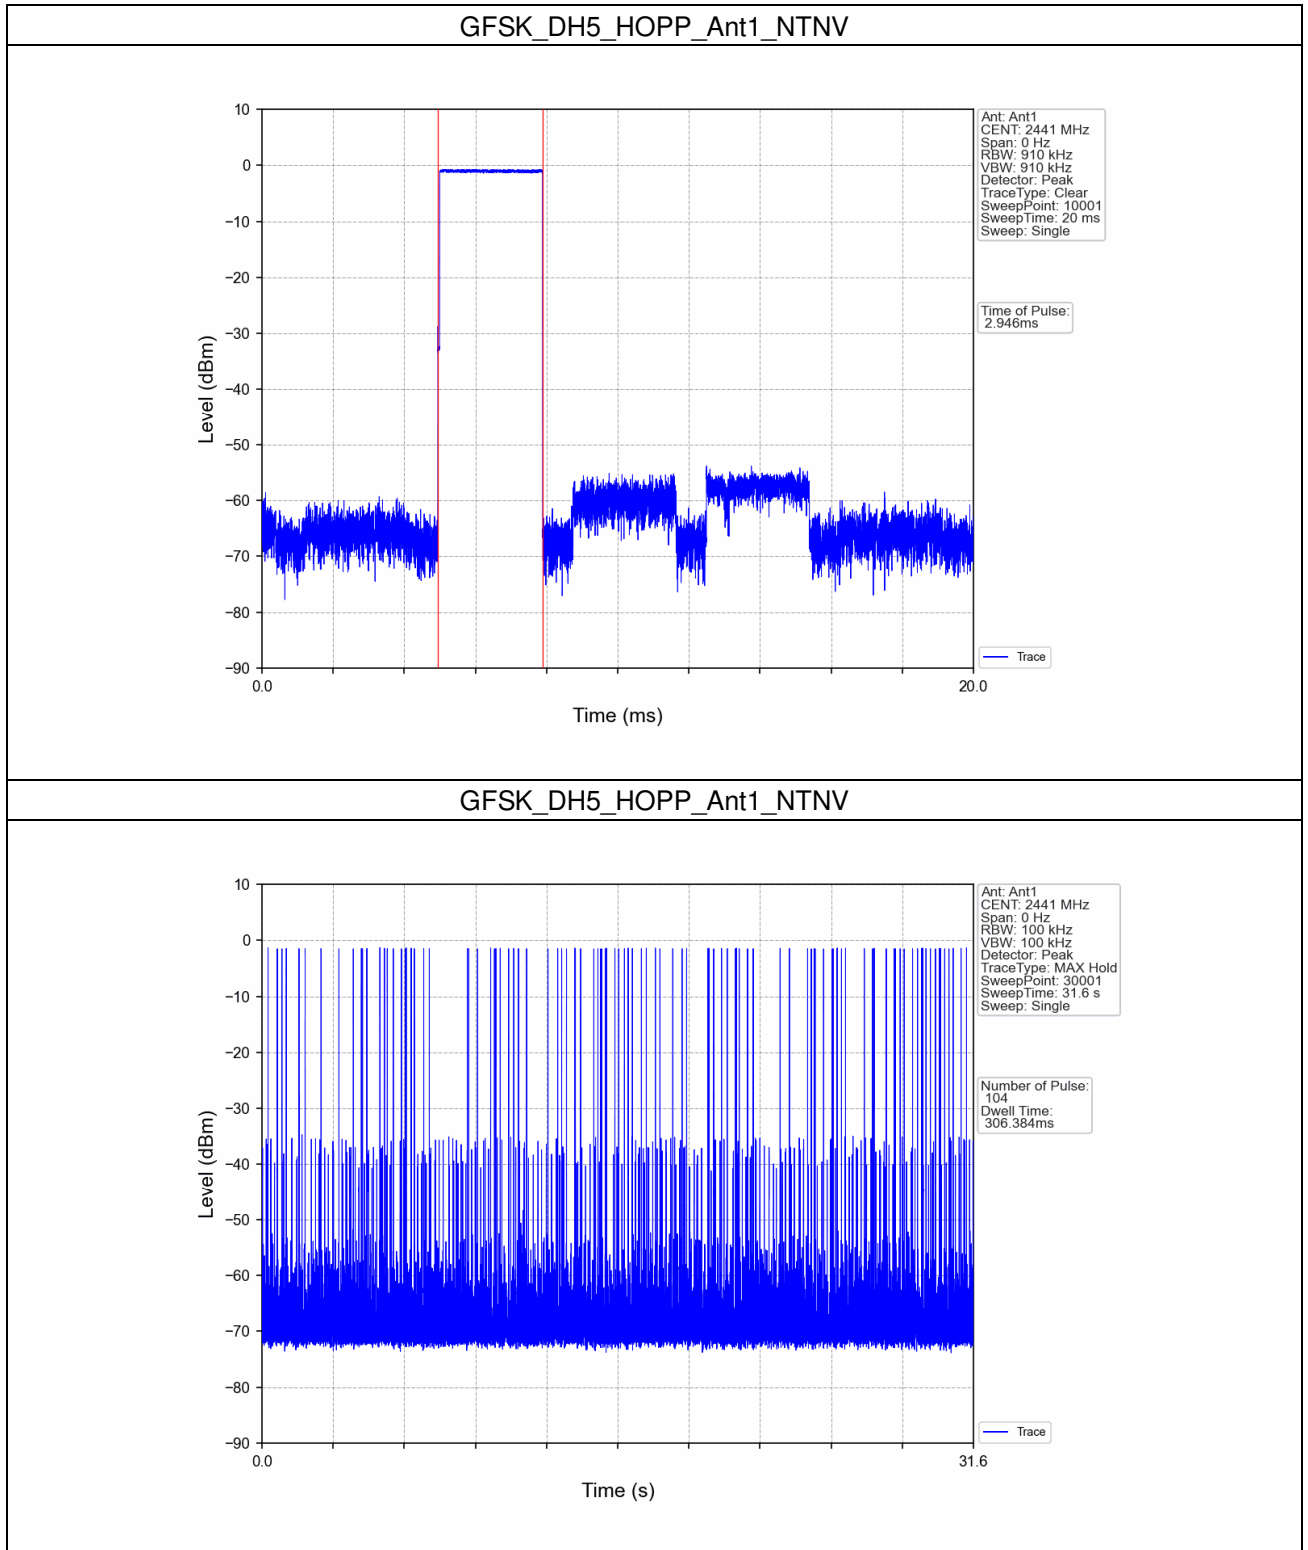 GFSK_DH5_HOPP_Ant1_NTNV
10
0
−10
−20
−30
−40
−50
−60
−70
−80
−90
Level (dBm)
0.0
20.0
Time (ms)
Ant: Ant1
CENT: 2441 MHz
Span: 0 Hz
RBW: 910 kHz
VBW: 910 kHz
Detector: Peak
TraceType: Clear
SweepPoint: 10001
SweepTime: 20 ms
Sweep: Single
Time of Pulse:
2.946ms
Trace
GFSK_DH5_HOPP_Ant1_NTNV
10
0
−10
−20
−30
−40
−50
−60
−70
−80
−90
Level (dBm)
0.0
31.6
Time (s)
Ant: Ant1
CENT: 2441 MHz
Span: 0 Hz
RBW: 100 kHz
VBW: 100 kHz
Detector: Peak
TraceType: MAX Hold
SweepPoint: 30001
SweepTime: 31.6 s
Sweep: Single
Number of Pulse:
104
Dwell Time:
306.384ms
Trace